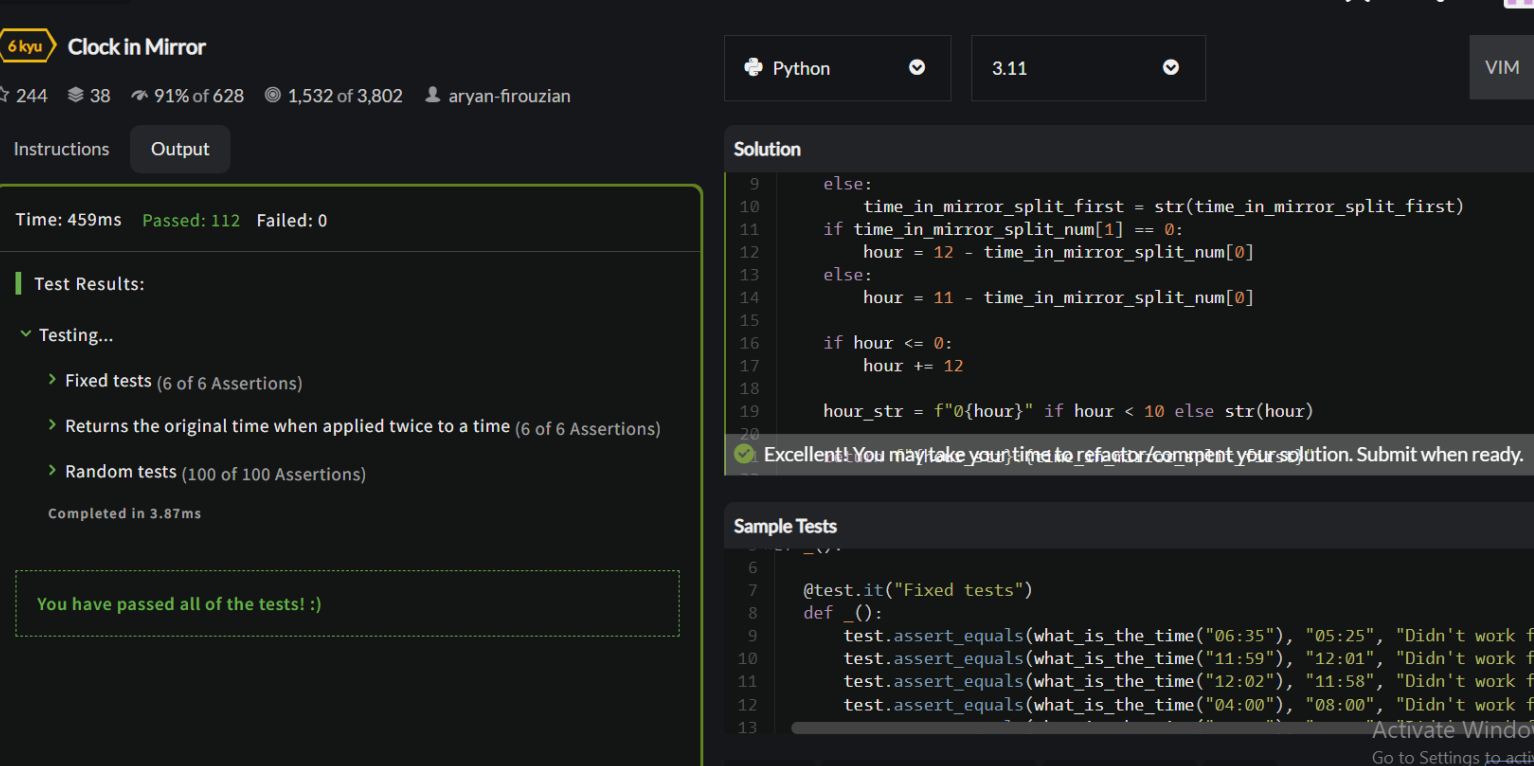 6 kyu Clock in Mirror
244 38 91% of 628 1,532 of 3,802 aryan-firouzian
Instructions Output
Time: 459ms Passed: 112 Failed: 0
Test Results:
Testing...
Fixed tests (6 of 6 Assertions)
Returns the original time when applied twice to a time (6 of 6 Assertions)
Random tests (100 of 100 Assertions)
Completed in 3.87ms
You have passed all of the tests! :)
Python 3.11 VIM
Solution
9 else:
10 time_in_mirror_split_first = str(time_in_mirror_split_first)
11 if time_in_mirror_split_num[1] == 0:
12 hour = 12 - time_in_mirror_split_num[0]
13 else:
14 hour = 11 - time_in_mirror_split_num[0]
15
16 if hour <= 0:
17 hour += 12
18
19 hour_str = f"0{hour}" if hour < 10 else str(hour)
20
Excellent! You may take your time to refactor/comment your solution. Submit when ready.
Sample Tests
6
7 @test.it("Fixed tests")
8 def _():
9 test.assert_equals(what_is_the_time("06:35"), "05:25", "Didn't work f
10 test.assert_equals(what_is_the_time("11:59"), "12:01", "Didn't work f
11 test.assert_equals(what_is_the_time("12:02"), "11:58", "Didn't work f
12 test.assert_equals(what_is_the_time("04:00"), "08:00", "Didn't work f
13
Activate Windo
Go to Settings to acti